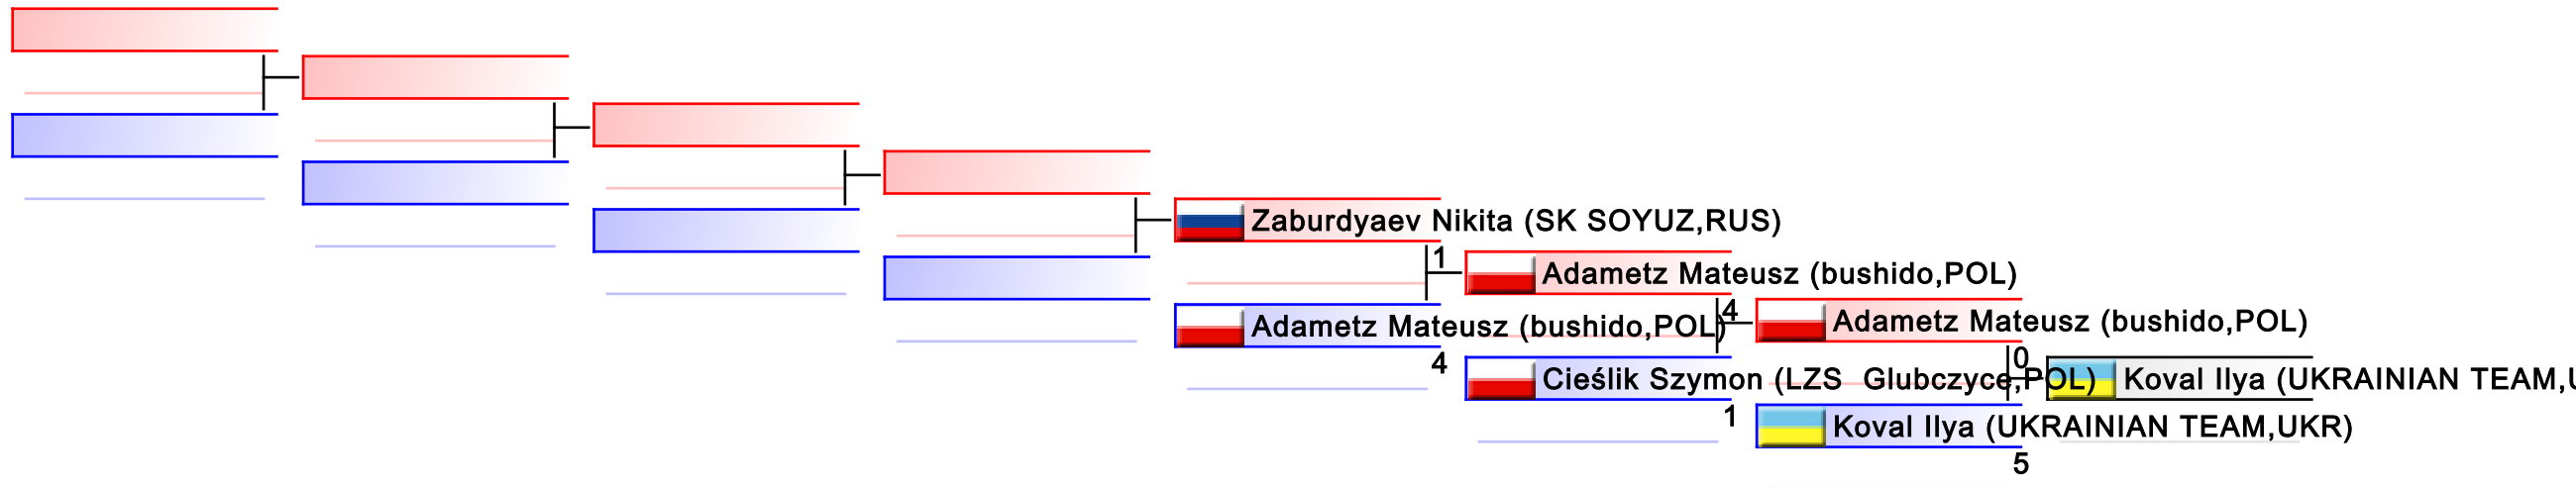 Zaburdyaev Nikita (SK SOYUZ,RUS)
1
Adametz Mateusz (bushido,POL)
Adametz Mateusz (bushido,POL)
4
4
Adametz Mateusz (bushido,POL)
Cieślik Szymon (LZS  Glubczyce,POL)
1
0
Koval Ilya (UKRAINIAN TEAM,U
Koval Ilya (UKRAINIAN TEAM,UKR)
5